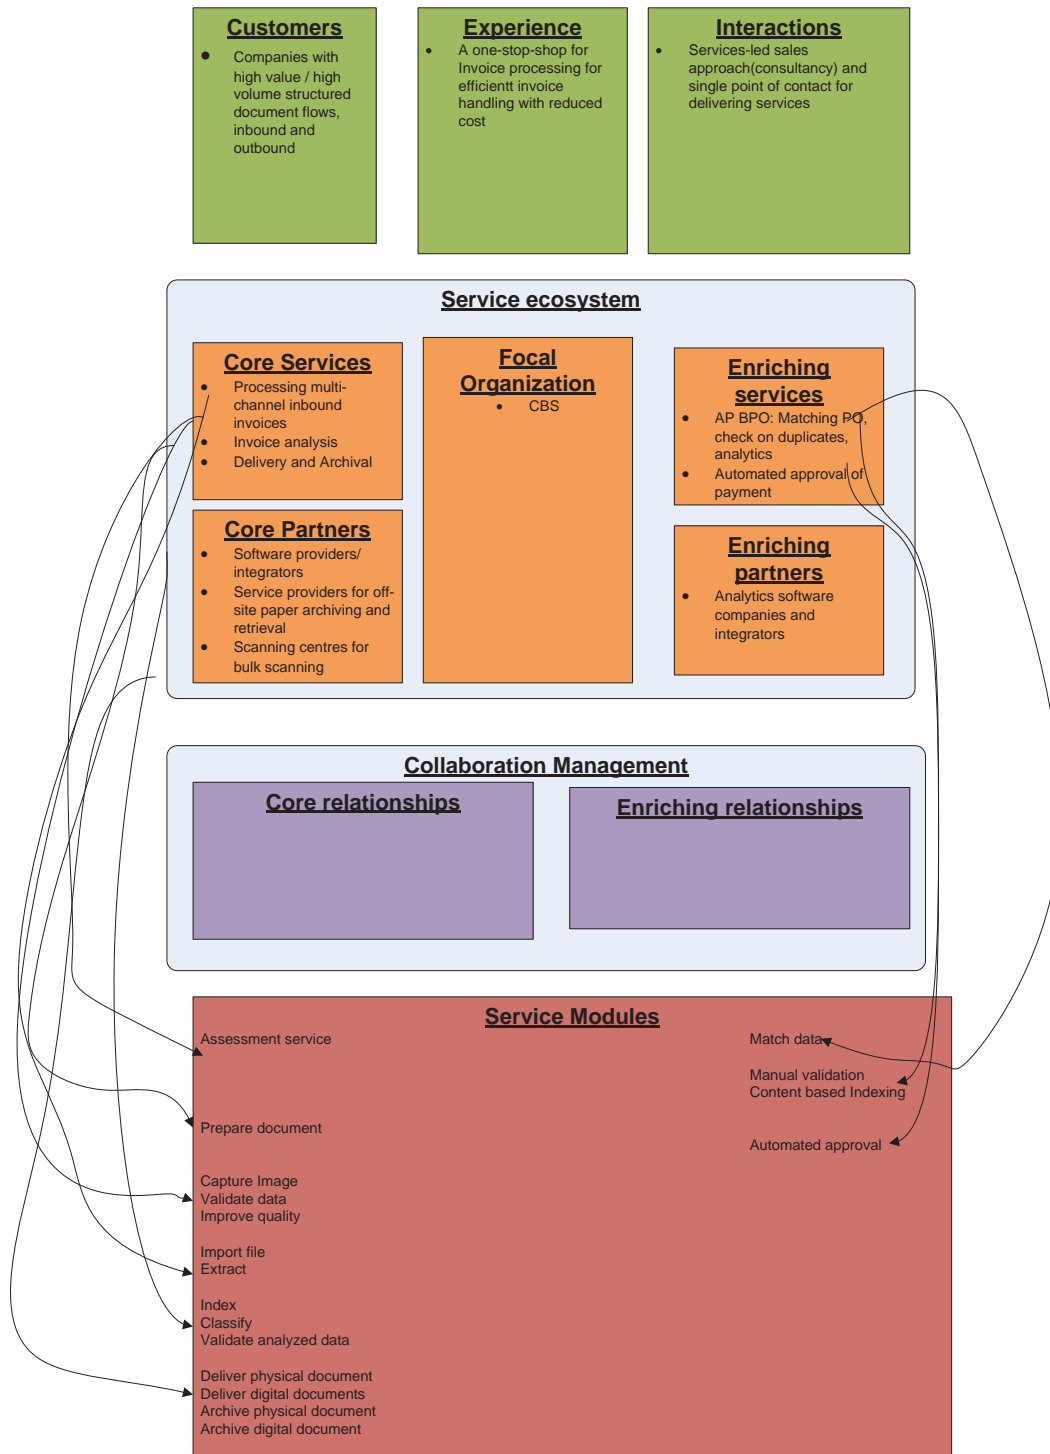 Customers
Companies with
high value / high
volume structured
document flows,
inbound and
outbound
Experience
A one-stop-shop for
Invoice processing for
efficientt invoice
handling with reduced
cost
Interactions
Services-led sales
approach(consultancy) and
single point of contact for
delivering services
Service ecosystem
Core Services
Processing multi-
channel inbound
invoices
Invoice analysis
Delivery and Archival
Focal
Organization
CBS
Enriching
services
AP BPO: Matching PO,
check on duplicates,
analytics
Automated approval of
payment
Core Partners
Software providers/
integrators
Service providers for off-
site paper archiving and
retrieval
Scanning centres for
bulk scanning
Enriching
partners
Analytics software
companies and
integrators
Collaboration Management
Core relationships
Enriching relationships
Service Modules
Assessment service
Prepare document
Capture Image
Validate data
Improve quality
Import file
Extract
Index
Classify
Validate analyzed data
Deliver physical document
Deliver digital documents
Archive physical document
Archive digital document
Match data
Manual validation
Content based Indexing
Automated approval